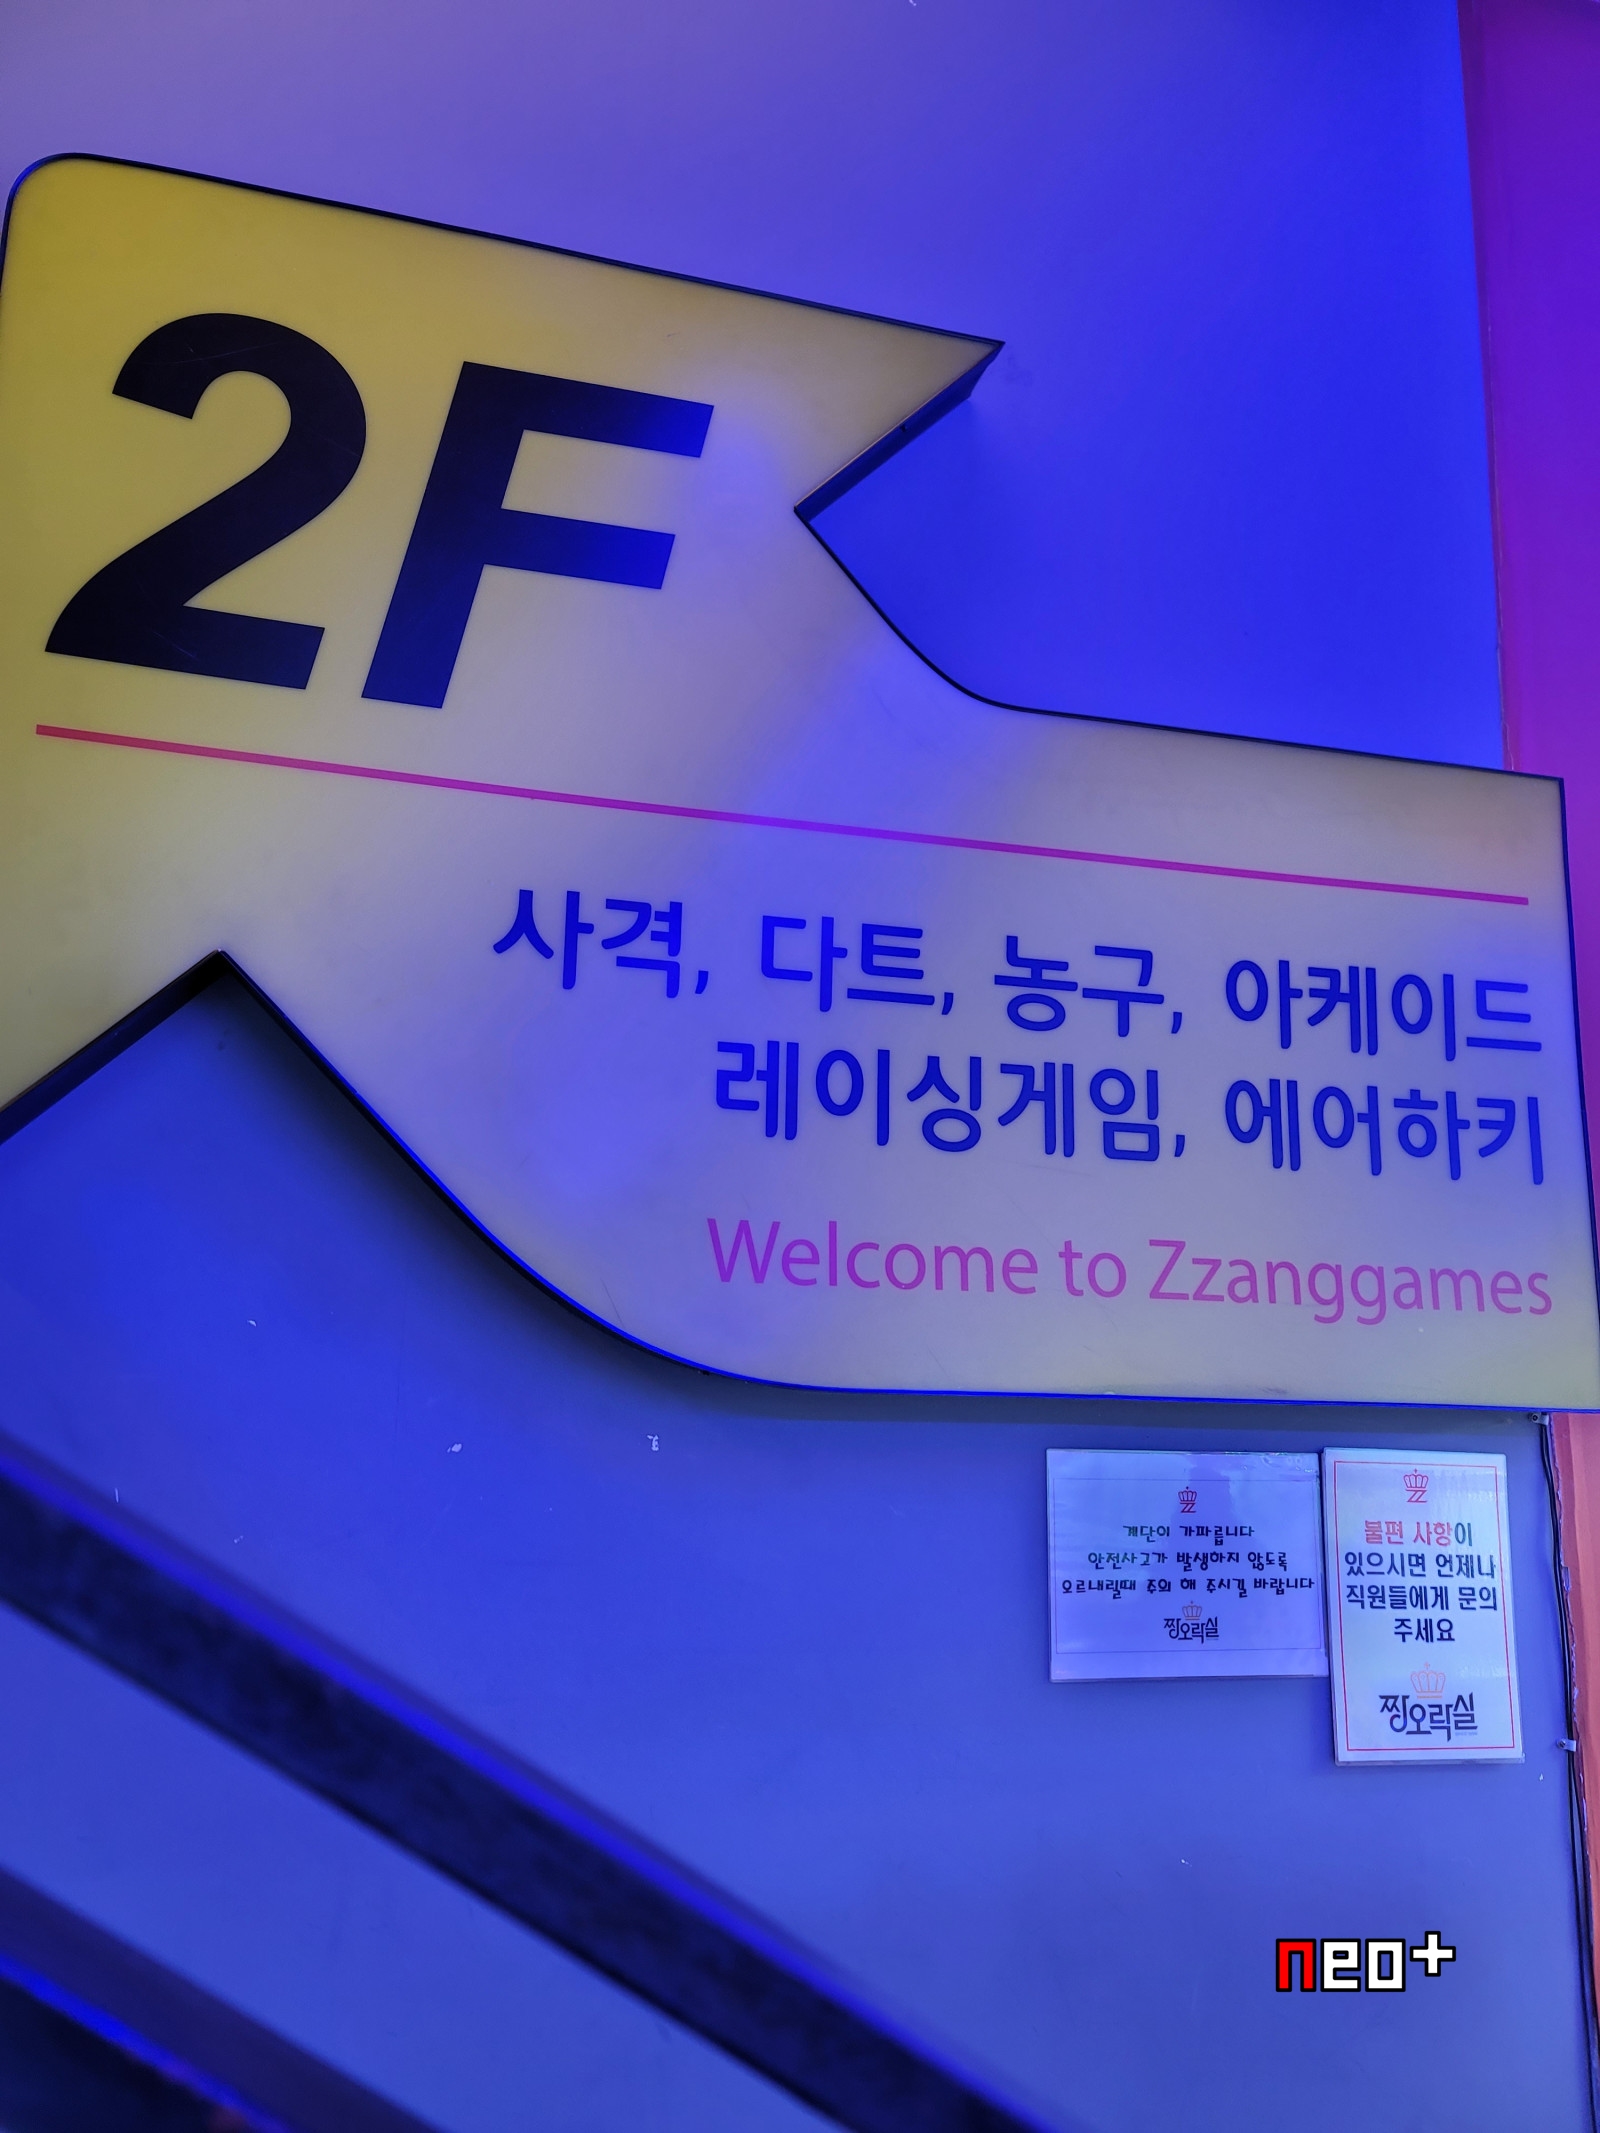 2F
사격, 다트, 농구, 아케이드
레이싱게임, 에어하키
Welcome to Zzanggames
계단이 가파릅니다
안전사고가 발생하지 않도록
오르내릴때 주의 해 주시길 바랍니다
짱오락실
불편 사항이
있으시면 언제나
직원들에게 문의
주세요
짱오락실
neo+